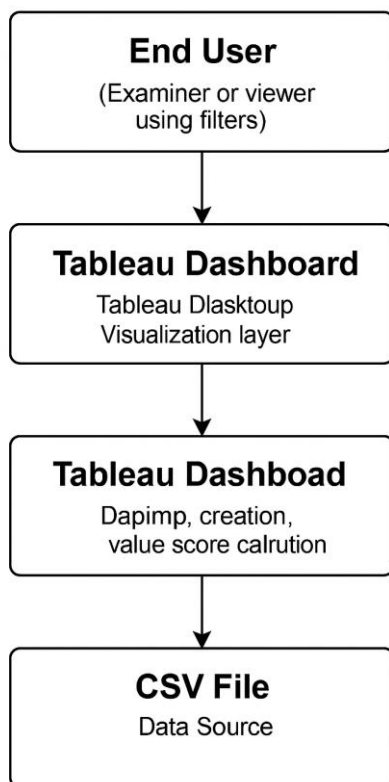 End User
(Examiner or viewer
using filters)
Tableau Dashboard
Tableau Dlasktoup
Visualization layer
Tableau Dashboad
Dapimp, creation,
value score calrution
CSV File
Data Source